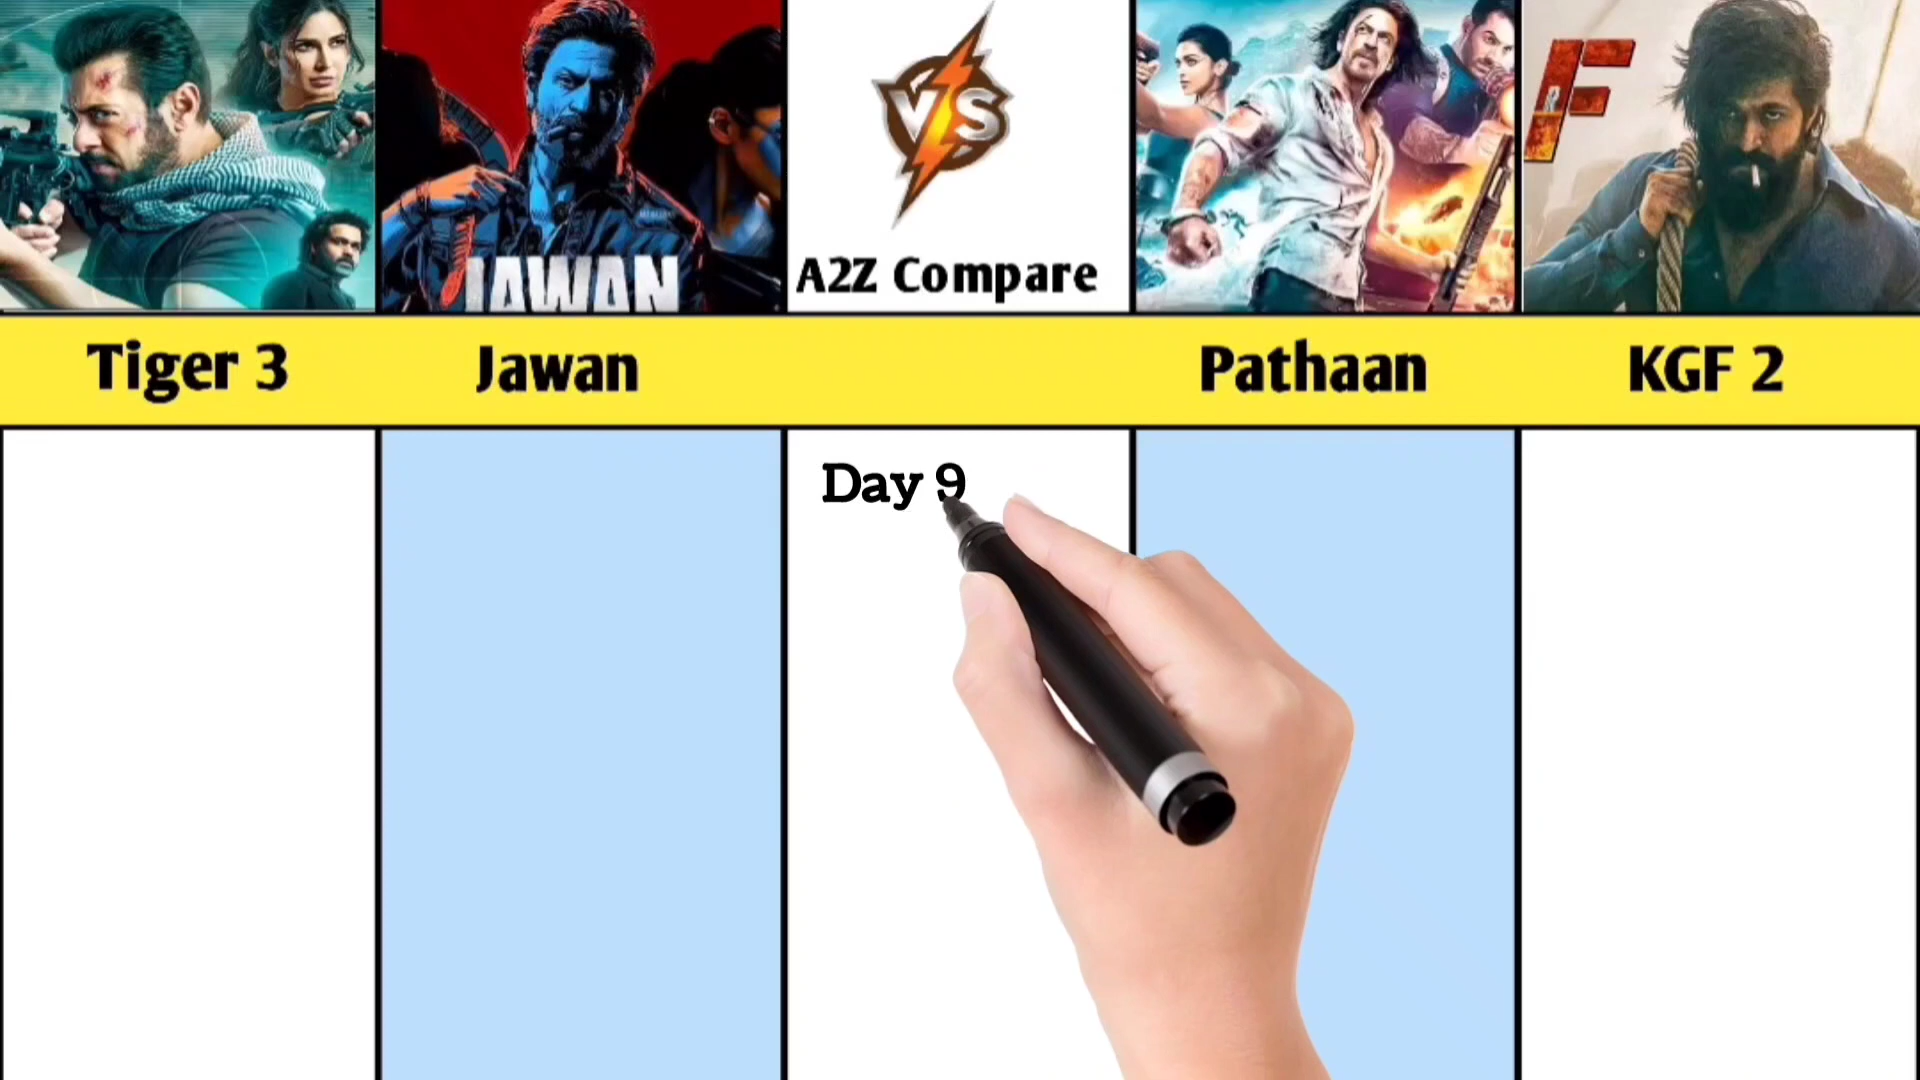 VS
A2Z Compare
JAWAN
F
Tiger 3
Jawan
Pathaan
KGF 2
Day 9